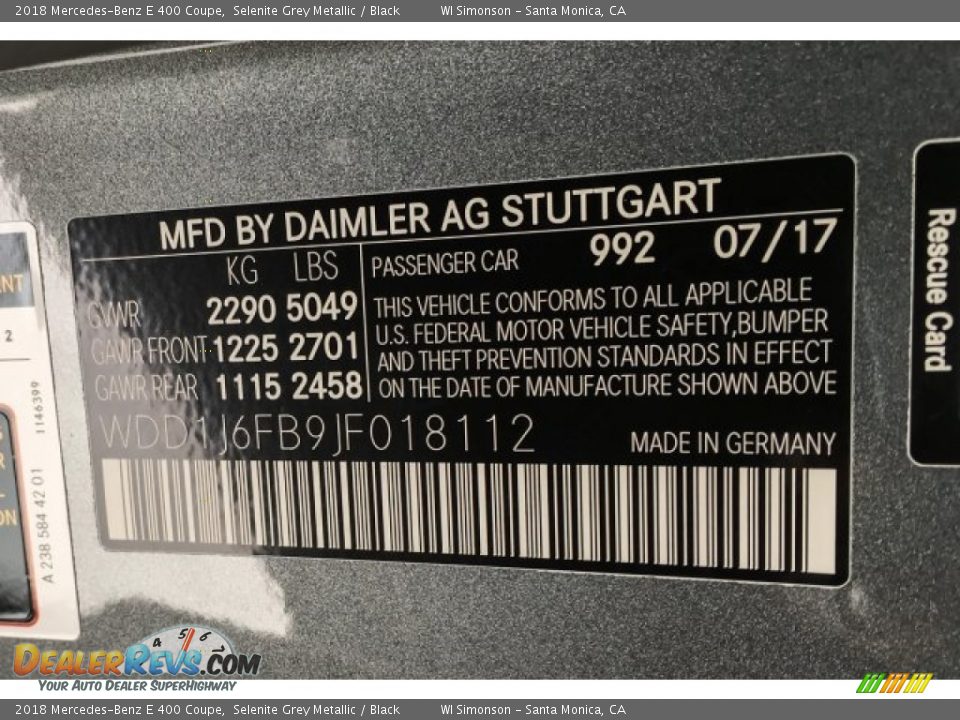 2018 Mercedes-Benz E 400 Coupe, Selenite Grey Metallic / Black WI Simonson - Santa Monica, CA
MFD BY DAIMLER AG STUTTGART
KG LBS
GVWR 2290 5049
GAWR FRONT 1225 2701
GAWR REAR 1115 2458
PASSENGER CAR 992 07/17
THIS VEHICLE CONFORMS TO ALL APPLICABLE
U.S. FEDERAL MOTOR VEHICLE SAFETY,BUMPER
AND THEFT PREVENTION STANDARDS IN EFFECT
ON THE DATE OF MANUFACTURE SHOWN ABOVE
WDD1J6FB9JF018112
MADE IN GERMANY
Rescue Card
2
1146399
A 238 584 42 01
4 5 6
DEALERREVS.COM
YOUR AUTO DEALER SUPERHIGHWAY
2018 Mercedes-Benz E 400 Coupe, Selenite Grey Metallic / Black WI Simonson - Santa Monica, CA